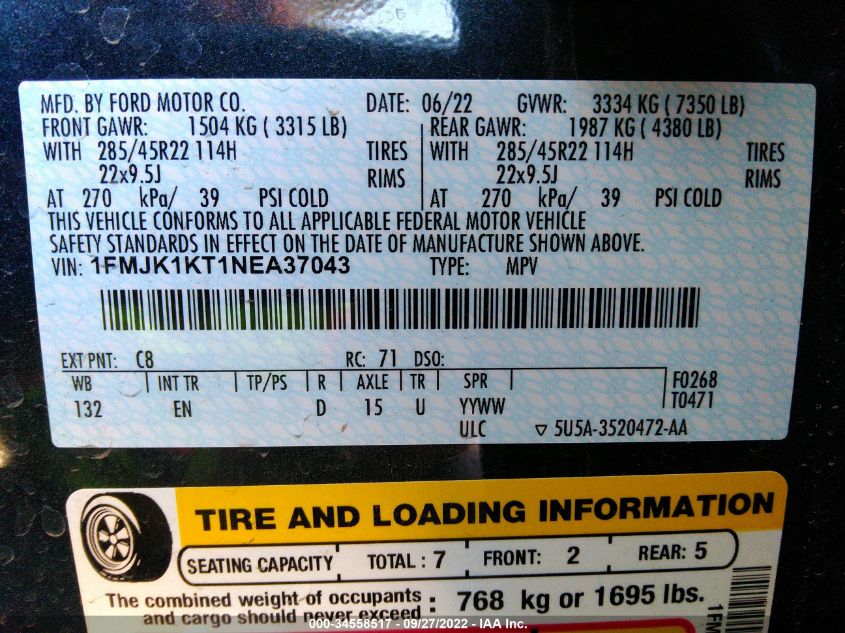 MFD. BY FORD MOTOR CO. DATE: 06/22 GVWR: 3334 KG ( 7350 LB)
FRONT GAWR: 1504 KG ( 3315 LB) REAR GAWR: 1987 KG ( 4380 LB)
WITH 285/45R22 114H TIRES WITH 285/45R22 114H TIRES
22x9.5J RIMS 22x9.5J RIMS
AT 270 kPa/ 39 PSI COLD AT 270 kPa/ 39 PSI COLD
THIS VEHICLE CONFORMS TO ALL APPLICABLE FEDERAL MOTOR VEHICLE
SAFETY STANDARDS IN EFFECT ON THE DATE OF MANUFACTURE SHOWN ABOVE.
VIN: 1FMJK1KT1NEA37043 TYPE: MPV
EXT PNT: C8 RC: 71 DSO:
WB INT TR TP/PS R AXLE TR SPR F0268
132 EN D 15 U YYWW T0471
ULC ▽ 5U5A-3520472-AA
TIRE AND LOADING INFORMATION
SEATING CAPACITY TOTAL : 7 FRONT: 2 REAR: 5
The combined weight of occupants
and cargo should never exceed : 768 kg or 1695 lbs.
1FM
000-34558517 - 09/27/2022 - IAA Inc.